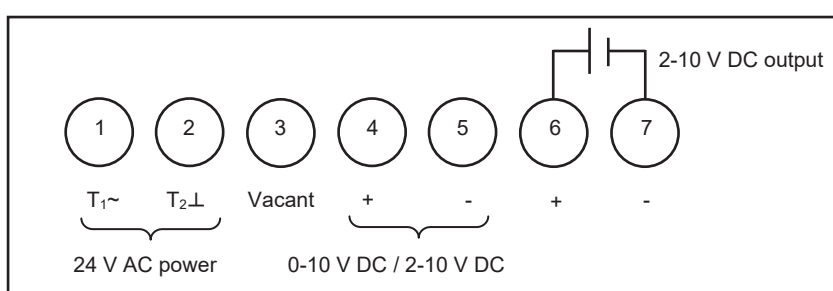 2-10 V DC output
1 2 3 4 5 6 7
T₁~ T₂⊥ Vacant + - + -
24 V AC power 0-10 V DC / 2-10 V DC